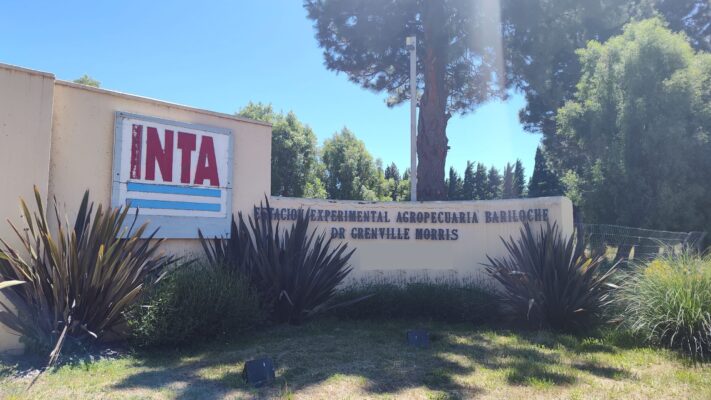 INTA
ESTACION EXPERIMENTAL AGROPECUARIA BARILOCHE
DR GRENVILLE MORRIS